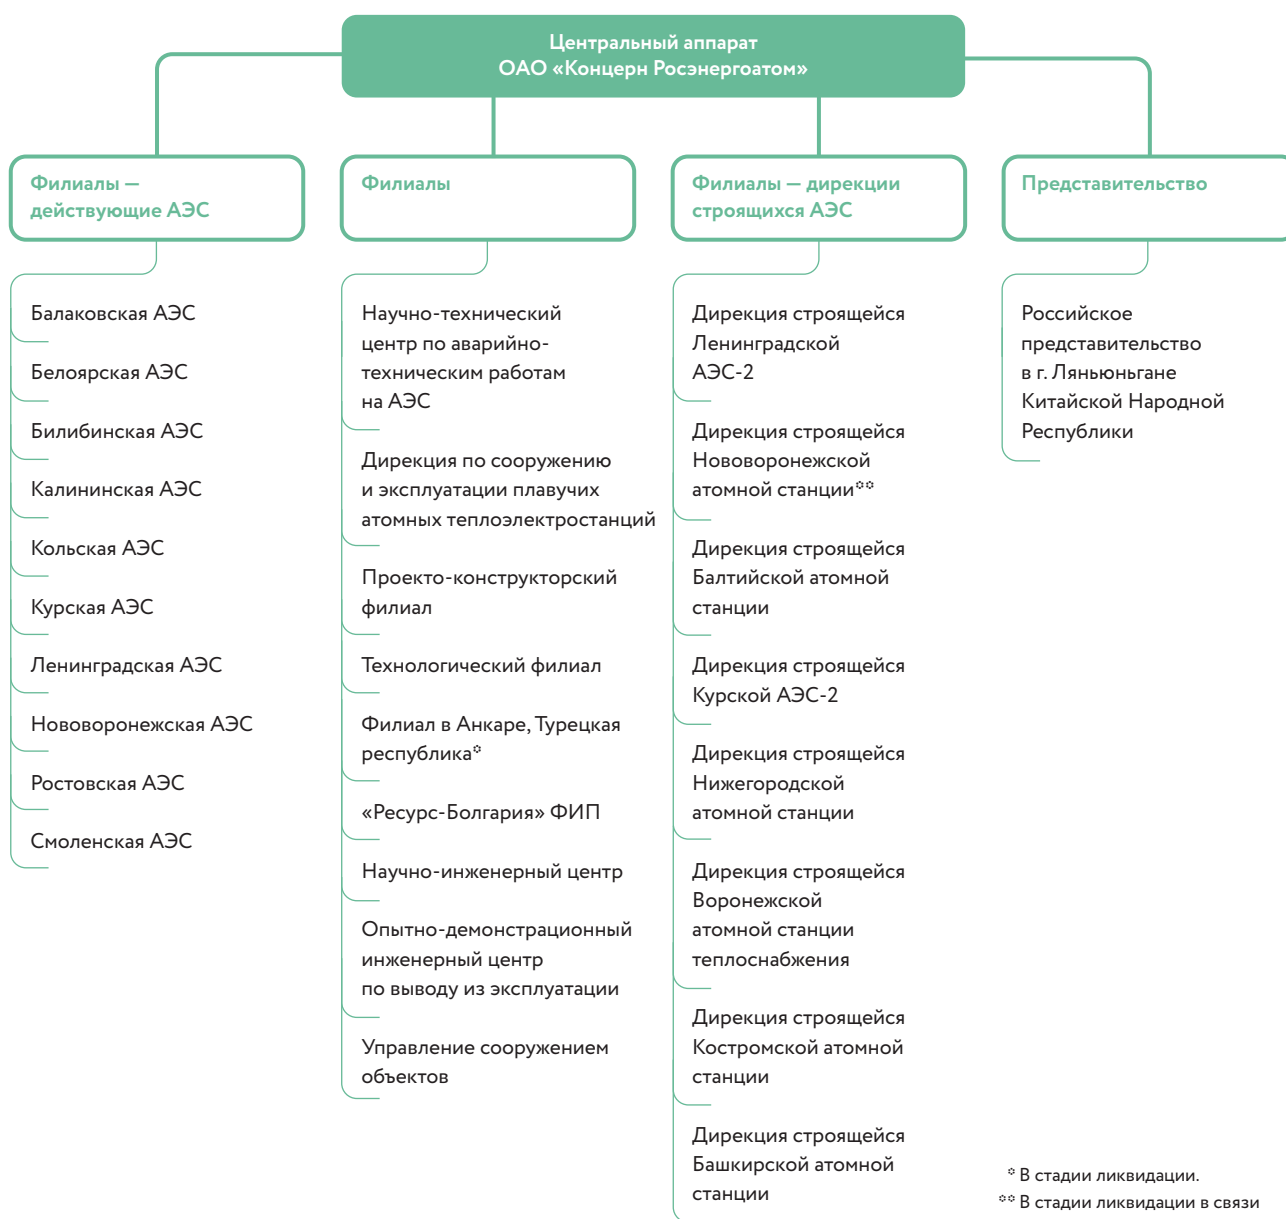 Центральный аппарат
ОАО «Концерн Росэнергоатом»
Филиалы —
действующие АЭС
Балаковская АЭС
Белоярская АЭС
Билибинская АЭС
Калининская АЭС
Кольская АЭС
Курская АЭС
Ленинградская АЭС
Нововоронежская АЭС
Ростовская АЭС
Смоленская АЭС
Филиалы
Научно-технический
центр по аварийно-
техническим работам
на АЭС
Дирекция по сооружению
и эксплуатации плавучих
атомных теплоэлектростанций
Проекто-конструкторский
филиал
Технологический филиал
Филиал в Анкаре, Турецкая
республика*
«Ресурс-Болгария» ФИП
Научно-инженерный центр
Опытно-демонстрационный
инженерный центр
по выводу из эксплуатации
Управление сооружением
объектов
Филиалы — дирекции
строящихся АЭС
Дирекция строящейся
Ленинградской
АЭС-2
Дирекция строящейся
Нововоронежской
атомной станции**
Дирекция строящейся
Балтийской атомной
станции
Дирекция строящейся
Курской АЭС-2
Дирекция строящейся
Нижегородской
атомной станции
Дирекция строящейся
Воронежской
атомной станции
теплоснабжения
Дирекция строящейся
Костромской атомной
станции
Дирекция строящейся
Башкирской атомной
станции
Представительство
Российское
представительство
в г. Ляньюньгане
Китайской Народной
Республики
* В стадии ликвидации.
** В стадии ликвидации в связи